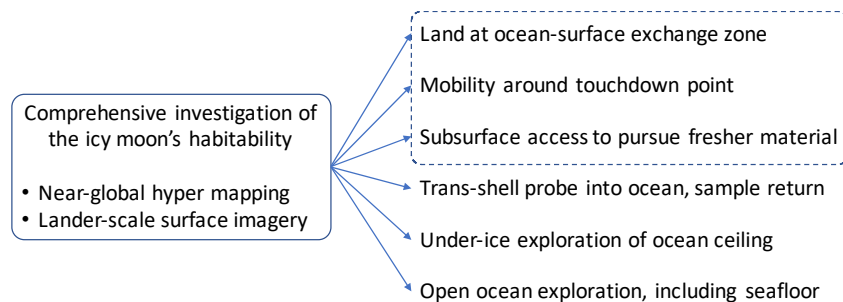 Comprehensive investigation of
the icy moon's habitability
• Near-global hyper mapping
• Lander-scale surface imagery
Land at ocean-surface exchange zone
Mobility around touchdown point
Subsurface access to pursue fresher material
Trans-shell probe into ocean, sample return
Under-ice exploration of ocean ceiling
Open ocean exploration, including seafloor